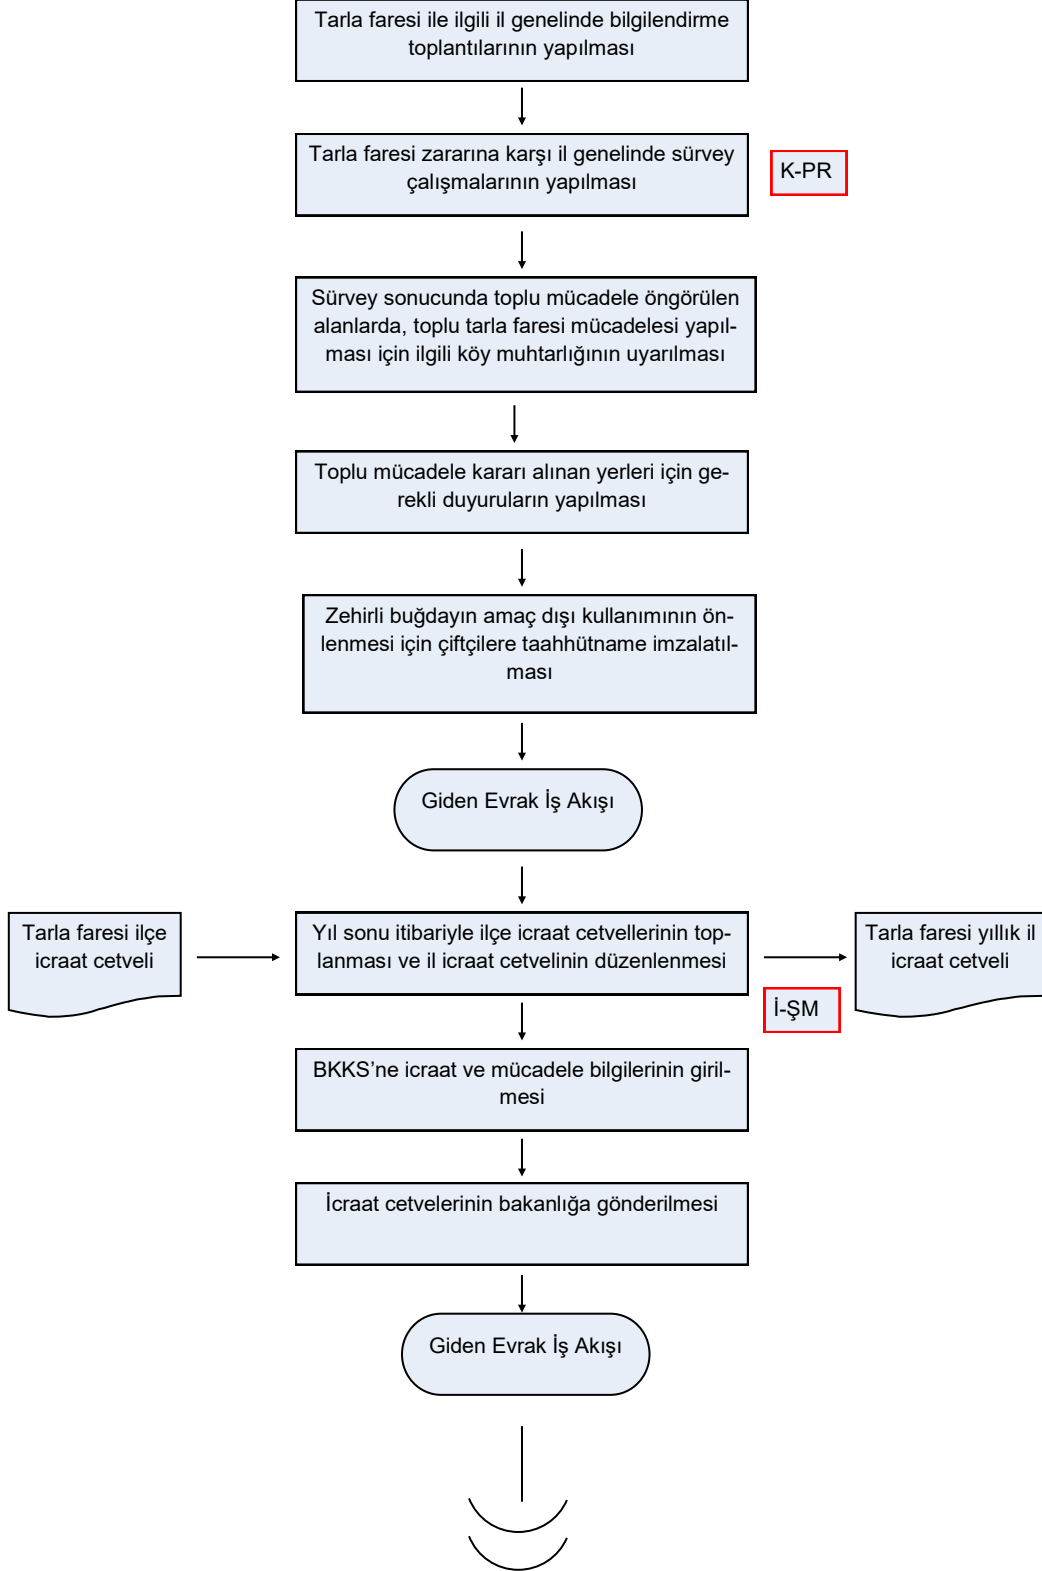 Tarla faresi ile ilgili il genelinde bilgilendirme
toplantılarının yapılması
Tarla faresi zararına karşı il genelinde sürvey
çalışmalarının yapılması
K-PR
Sürvey sonucunda toplu mücadele öngörülen
alanlarda, toplu tarla faresi mücadelesi yapıl-
ması için ilgili köy muhtarlığının uyarılması
Toplu mücadele kararı alınan yerleri için ge-
rekli duyuruların yapılması
Zehirli buğdayın amaç dışı kullanımının ön-
lenmesi için çiftçilere taahhütname imzalatıl-
ması
Giden Evrak İş Akışı
Tarla faresi ilçe
icraat cetveli
Yıl sonu itibariyle ilçe icraat cetvellerinin top-
lanması ve il icraat cetvelinin düzenlenmesi
Tarla faresi yıllık il
icraat cetveli
İ-ŞM
BKKS’ne icraat ve mücadele bilgilerinin giril-
mesi
İcraat cetvelerinin bakanlığa gönderilmesi
Giden Evrak İş Akışı